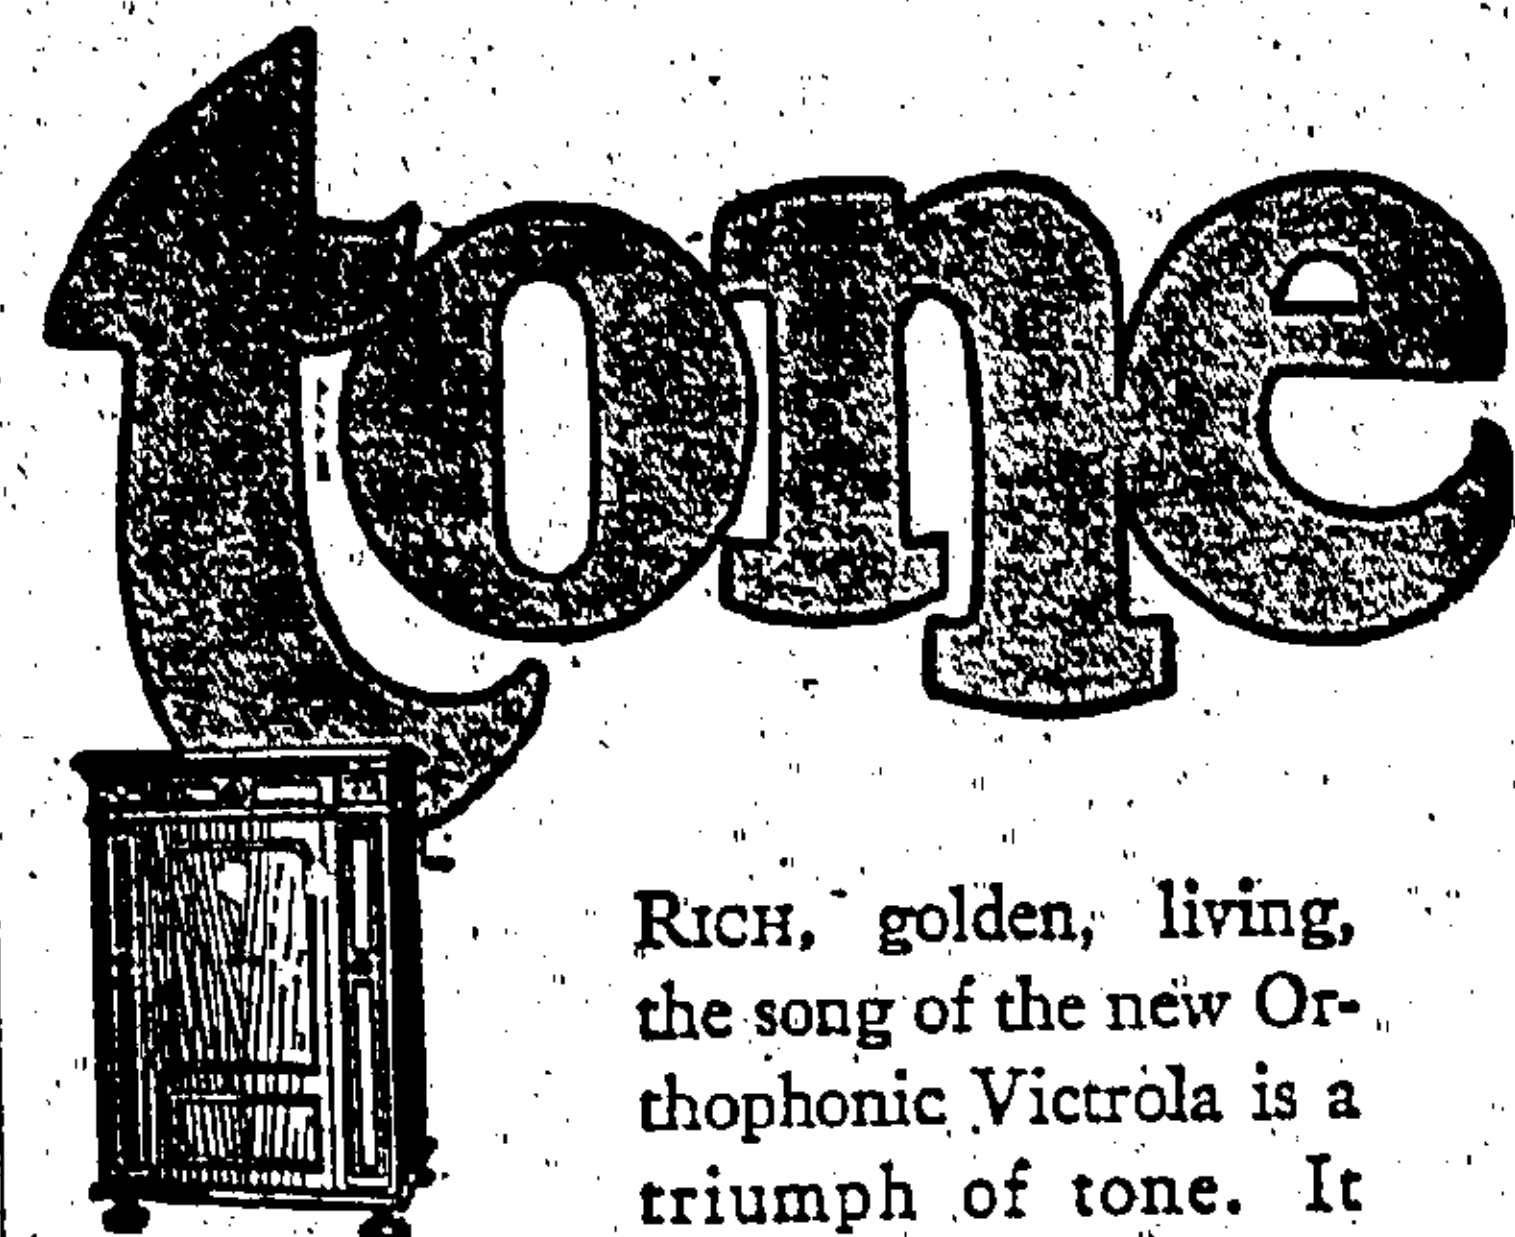 tone
RICH, golden, living,
the song of the new Or-
thophonic Victrola is a
triumph of tone. It